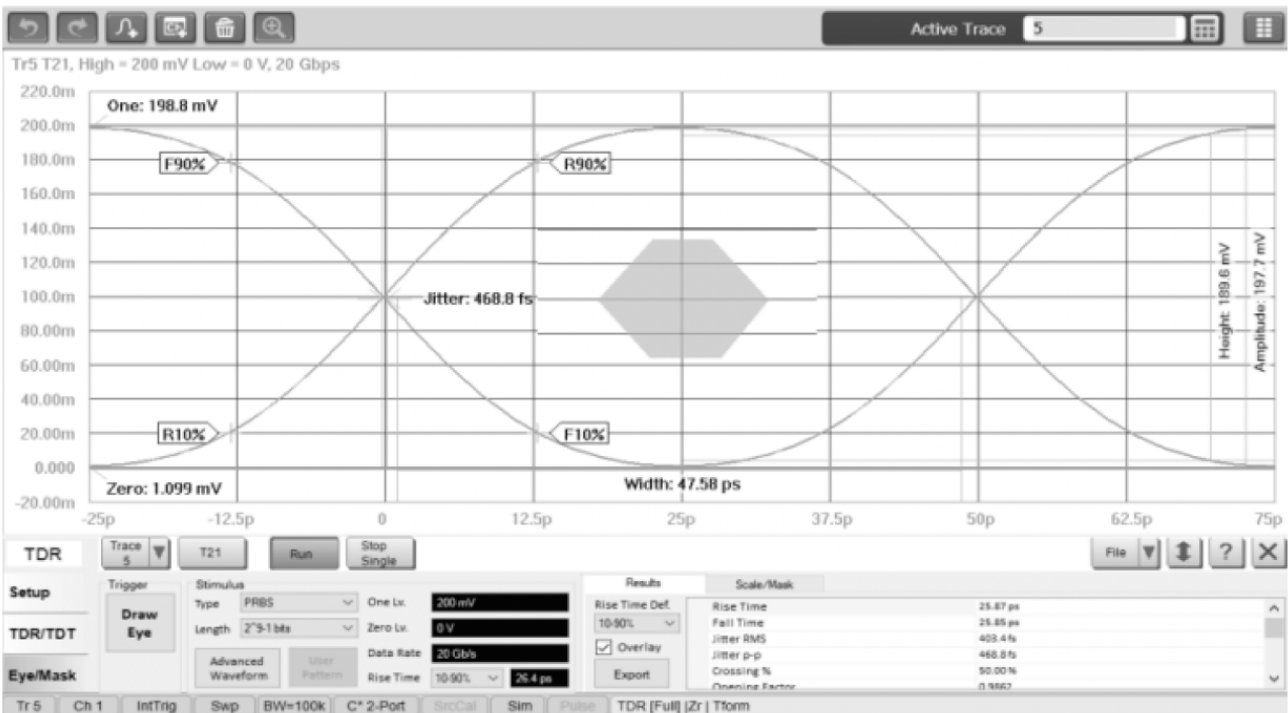 Active Trace 5
Tr5 T21, High = 200 mV Low = 0 V, 20 Gbps
220.0m
One: 198.8 mV
200.0m
180.0m
F90% R90%
160.0m
140.0m
120.0m
100.0m
Jitter: 468.8 fs
80.00m
60.00m
40.00m
20.00m
R10% F10%
0.000
Zero: 1.099 mV
Width: 47.58 ps
-20.00m
Height: 189.6 mV
Amplitude: 197.7 mV
-25p -12.5p 0 12.5p 25p 37.5p 50p 62.5p 75p
TDR Trace 5 T21 Run Stop Single File ? X
Setup
TDR/TDT
Eye/Mask
Trigger
Draw Eye
Stimulus
Type PRBS One Lv. 200 mV
Length 2^9-1 bits Zero Lv. 0 V
Data Rate 20 Gb/s
Advanced Waveform User Pattern Rise Time 10-90% 26.4 ps
Results Scale/Mask
Rise Time Def.
10-90%
Overlay
Export
Rise Time 25.87 ps
Fall Time 25.85 ps
Jitter RMS 403.4 fs
Jitter p-p 468.8 fs
Crossing % 50.00 %
Opening Factor 0.9862
Tr 5 Ch 1 IntTrig Swp BW=100k C* 2-Port SrcCal Sim Pulse TDR [Full] |Zr | Tform